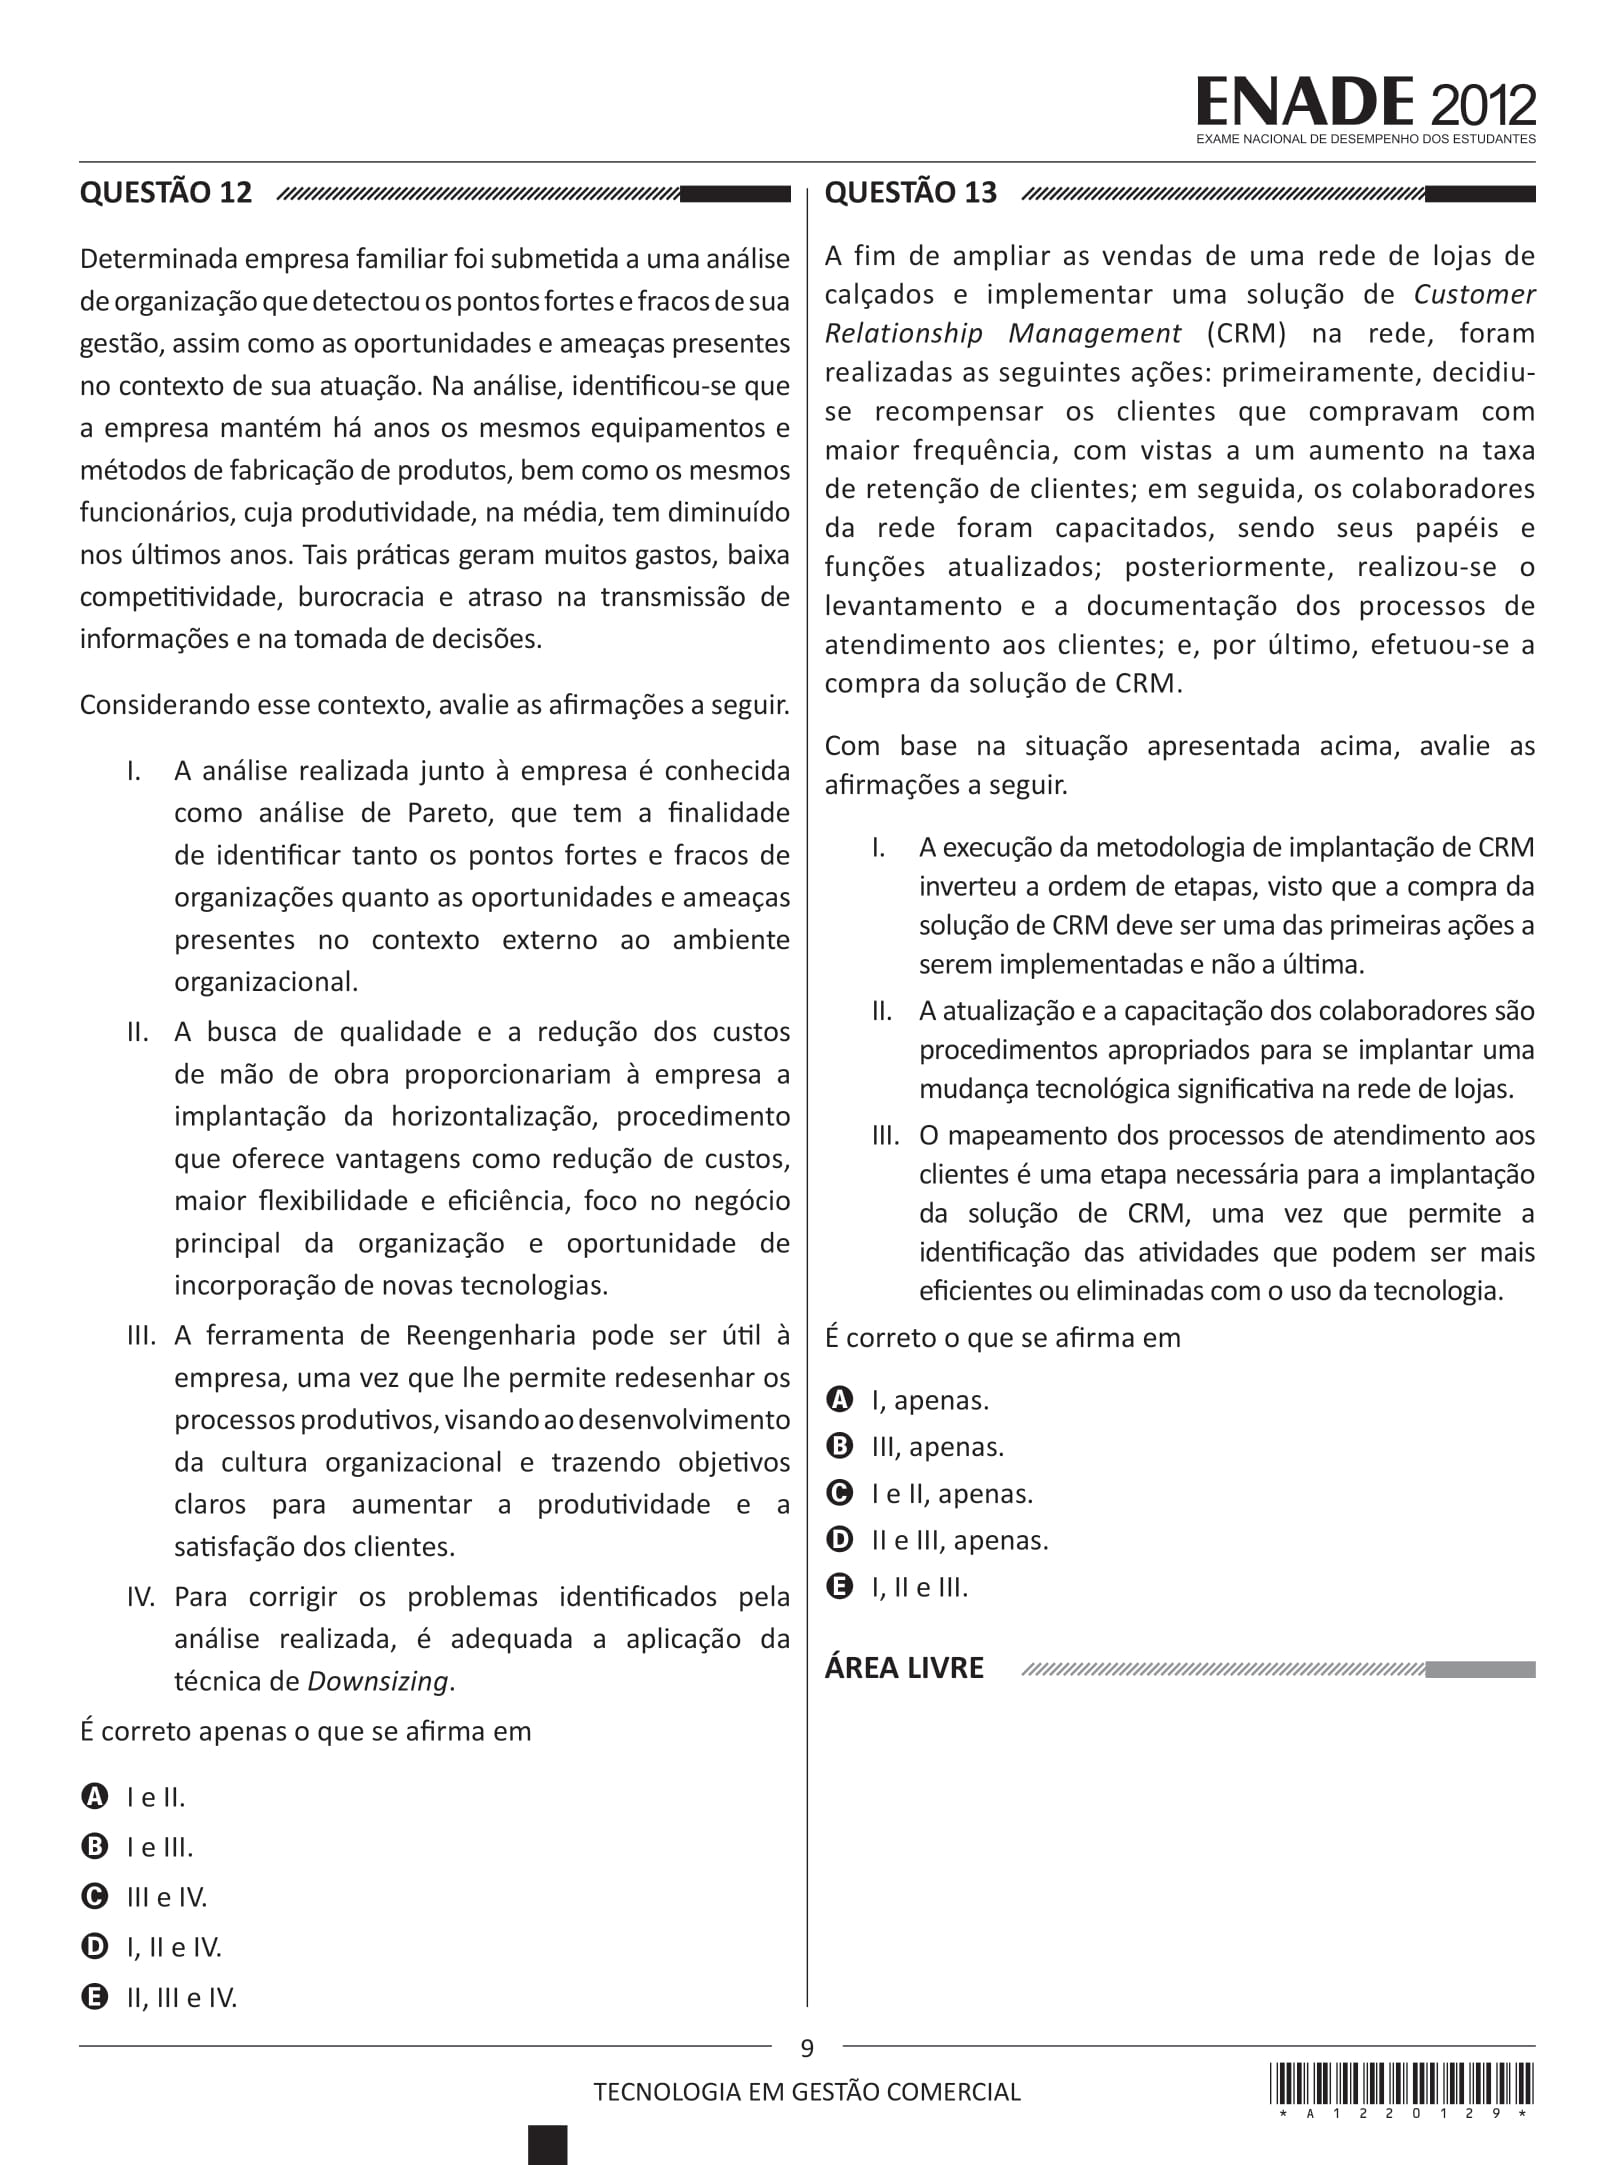 ENADE 2012
EXAME NACIONAL DE DESEMPENHO DOS ESTUDANTES
QUESTÃO 12
Determinada empresa familiar foi submetida a uma análise
de organização que detectou os pontos fortes e fracos de sua
gestão, assim como as oportunidades e ameaças presentes
no contexto de sua atuação. Na análise, identificou-se que
a empresa mantém há anos os mesmos equipamentos e
métodos de fabricação de produtos, bem como os mesmos
funcionários, cuja produtividade, na média, tem diminuído
nos últimos anos. Tais práticas geram muitos gastos, baixa
competitividade, burocracia e atraso na transmissão de
informações e na tomada de decisões.
Considerando esse contexto, avalie as afirmações a seguir.
I. A análise realizada junto à empresa é conhecida
como análise de Pareto, que tem a finalidade
de identificar tanto os pontos fortes e fracos de
organizações quanto as oportunidades e ameaças
presentes no contexto externo ao ambiente
organizacional.
II. A busca de qualidade e a redução dos custos
de mão de obra proporcionariam à empresa a
implantação da horizontalização, procedimento
que oferece vantagens como redução de custos,
maior flexibilidade e eficiência, foco no negócio
principal da organização e oportunidade de
incorporação de novas tecnologias.
III. A ferramenta de Reengenharia pode ser útil à
empresa, uma vez que lhe permite redesenhar os
processos produtivos, visando ao desenvolvimento
da cultura organizacional e trazendo objetivos
claros para aumentar a produtividade e a
satisfação dos clientes.
IV. Para corrigir os problemas identificados pela
análise realizada, é adequada a aplicação da
técnica de Downsizing.
É correto apenas o que se afirma em
A I e II.
B I e III.
C III e IV.
D I, II e IV.
E II, III e IV.
QUESTÃO 13
A fim de ampliar as vendas de uma rede de lojas de
calçados e implementar uma solução de Customer
Relationship Management (CRM) na rede, foram
realizadas as seguintes ações: primeiramente, decidiu-
se recompensar os clientes que compravam com
maior frequência, com vistas a um aumento na taxa
de retenção de clientes; em seguida, os colaboradores
da rede foram capacitados, sendo seus papéis e
funções atualizados; posteriormente, realizou-se o
levantamento e a documentação dos processos de
atendimento aos clientes; e, por último, efetuou-se a
compra da solução de CRM.
Com base na situação apresentada acima, avalie as
afirmações a seguir.
I. A execução da metodologia de implantação de CRM
inverteu a ordem de etapas, visto que a compra da
solução de CRM deve ser uma das primeiras ações a
serem implementadas e não a última.
II. A atualização e a capacitação dos colaboradores são
procedimentos apropriados para se implantar uma
mudança tecnológica significativa na rede de lojas.
III. O mapeamento dos processos de atendimento aos
clientes é uma etapa necessária para a implantação
da solução de CRM, uma vez que permite a
identificação das atividades que podem ser mais
eficientes ou eliminadas com o uso da tecnologia.
É correto o que se afirma em
A I, apenas.
B III, apenas.
C I e II, apenas.
D II e III, apenas.
E I, II e III.
ÁREA LIVRE
9
TECNOLOGIA EM GESTÃO COMERCIAL
* A 1 2 2 0 1 2 9 *